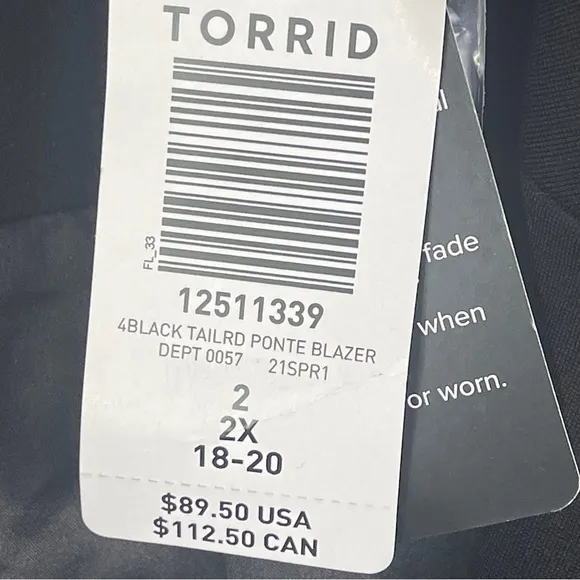 TORRID
FL_33
12511339
4BLACK TAILRD PONTE BLAZER
DEPT 0057 21SPR1
2
2X
18-20
$89.50 USA
$112.50 CAN
fade
when
or worn.